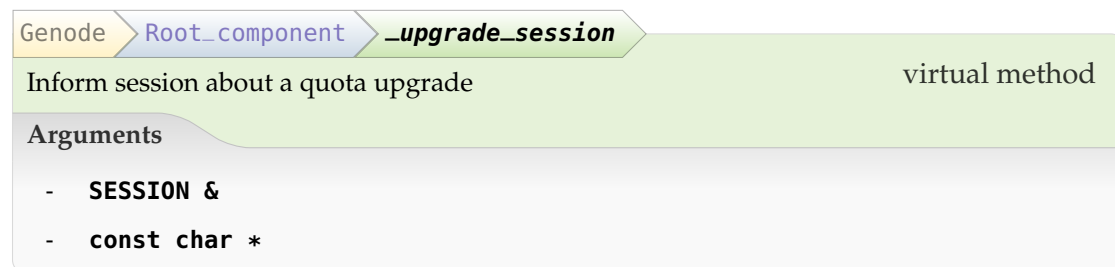 Genode Root_component _upgrade_session
Inform session about a quota upgrade virtual method
Arguments
- SESSION &
- const char *